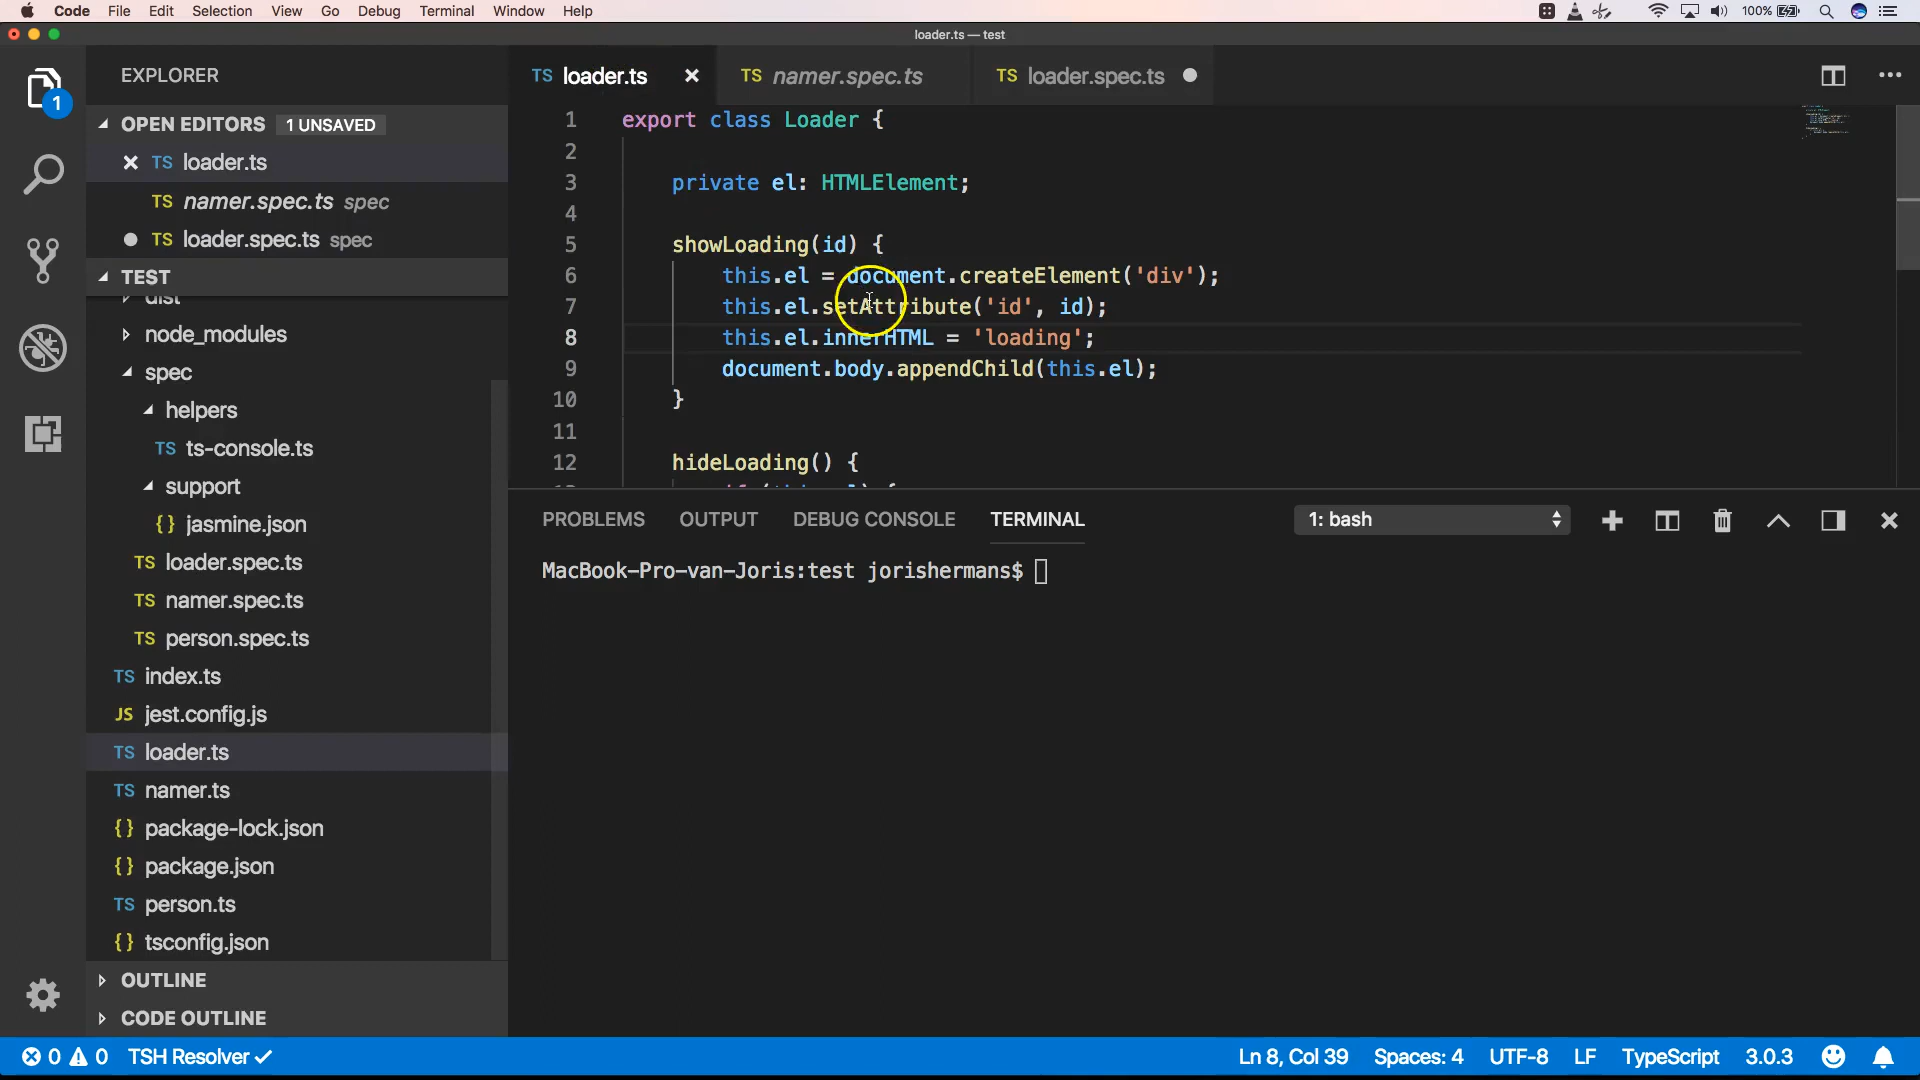 Code File Edit Selection View Go Debug Terminal Window Help 100%
loader.ts — test
EXPLORER
1
OPEN EDITORS 1 UNSAVED
TS loader.ts
TS namer.spec.ts spec
TS loader.spec.ts spec
TEST
dist
node_modules
spec
helpers
TS ts-console.ts
support
{} jasmine.json
TS loader.spec.ts
TS namer.spec.ts
TS person.spec.ts
TS index.ts
JS jest.config.js
TS loader.ts
TS namer.ts
{} package-lock.json
{} package.json
TS person.ts
{} tsconfig.json
OUTLINE
CODE OUTLINE
TS loader.ts TS namer.spec.ts TS loader.spec.ts
1 export class Loader {
2
3 private el: HTMLElement;
4
5 showLoading(id) {
6 this.el = document.createElement('div');
7 this.el.setAttribute('id', id);
8 this.el.innerHTML = 'loading';
9 document.body.appendChild(this.el);
10 }
11
12 hideLoading() {
PROBLEMS OUTPUT DEBUG CONSOLE TERMINAL 1: bash
MacBook-Pro-van-Joris:test jorishermans$
0 0 TSH Resolver Ln 8, Col 39 Spaces: 4 UTF-8 LF TypeScript 3.0.3